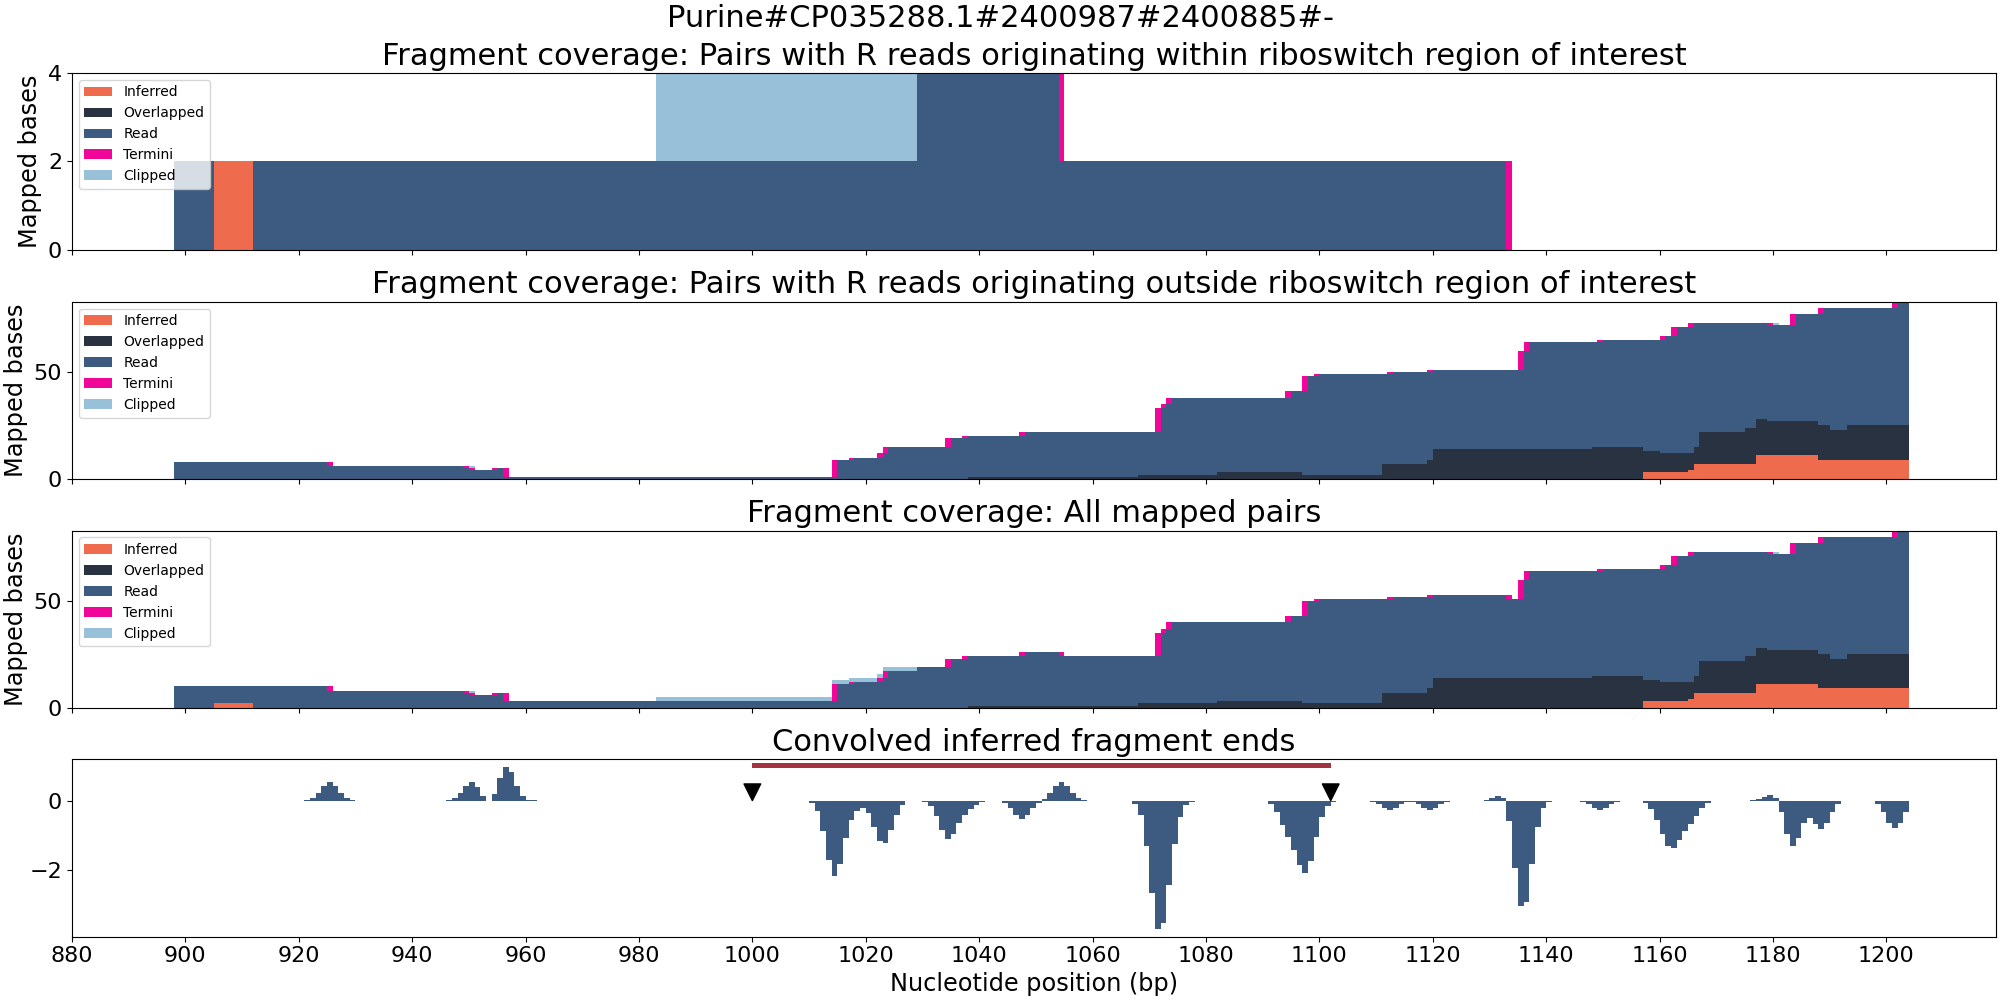 Purine#CP035288.1#2400987#2400885#-
Fragment coverage: Pairs with R reads originating within riboswitch region of interest
Mapped bases
4
2
0
Inferred
Overlapped
Read
Termini
Clipped
Fragment coverage: Pairs with R reads originating outside riboswitch region of interest
Mapped bases
50
0
Inferred
Overlapped
Read
Termini
Clipped
Fragment coverage: All mapped pairs
Mapped bases
50
0
Inferred
Overlapped
Read
Termini
Clipped
Convolved inferred fragment ends
0
−2
880 900 920 940 960 980 1000 1020 1040 1060 1080 1100 1120 1140 1160 1180 1200
Nucleotide position (bp)